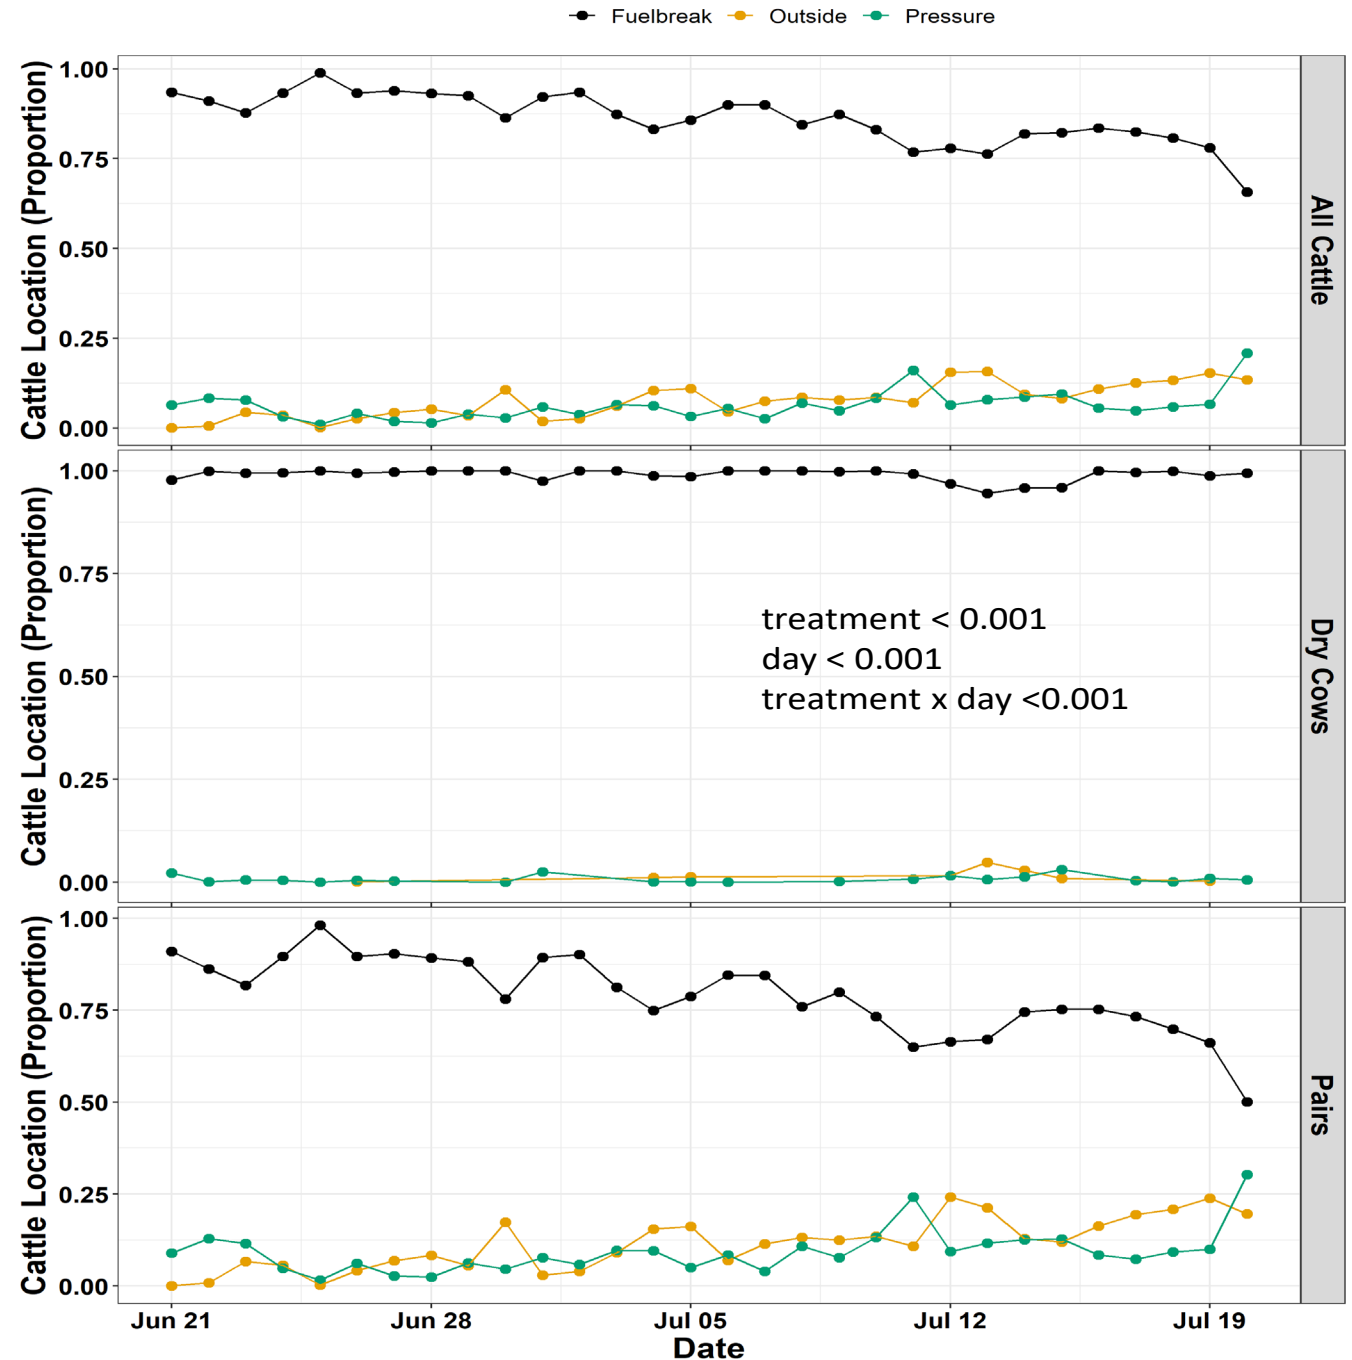 Fuelbreak Outside Pressure
Cattle Location (Proportion)
1.00
0.75
0.50
0.25
0.00
All Cattle
Cattle Location (Proportion)
1.00
0.75
0.50
0.25
0.00
treatment < 0.001
day < 0.001
treatment x day <0.001
Dry Cows
Cattle Location (Proportion)
1.00
0.75
0.50
0.25
0.00
Pairs
Jun 21 Jun 28 Jul 05 Jul 12 Jul 19
Date